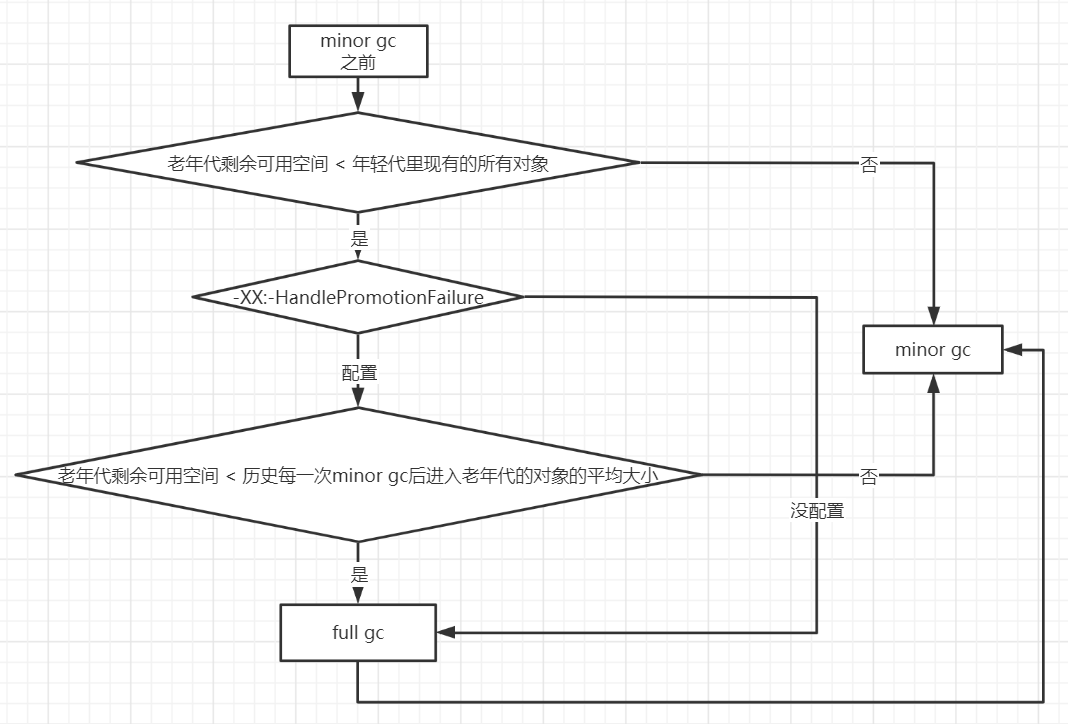 minor gc
之前
老年代剩余可用空间 < 年轻代里现有的所有对象
否
是
-XX:-HandlePromotionFailure
minor gc
配置
老年代剩余可用空间 < 历史每一次minor gc后进入老年代的对象的平均大小
否
没配置
是
full gc